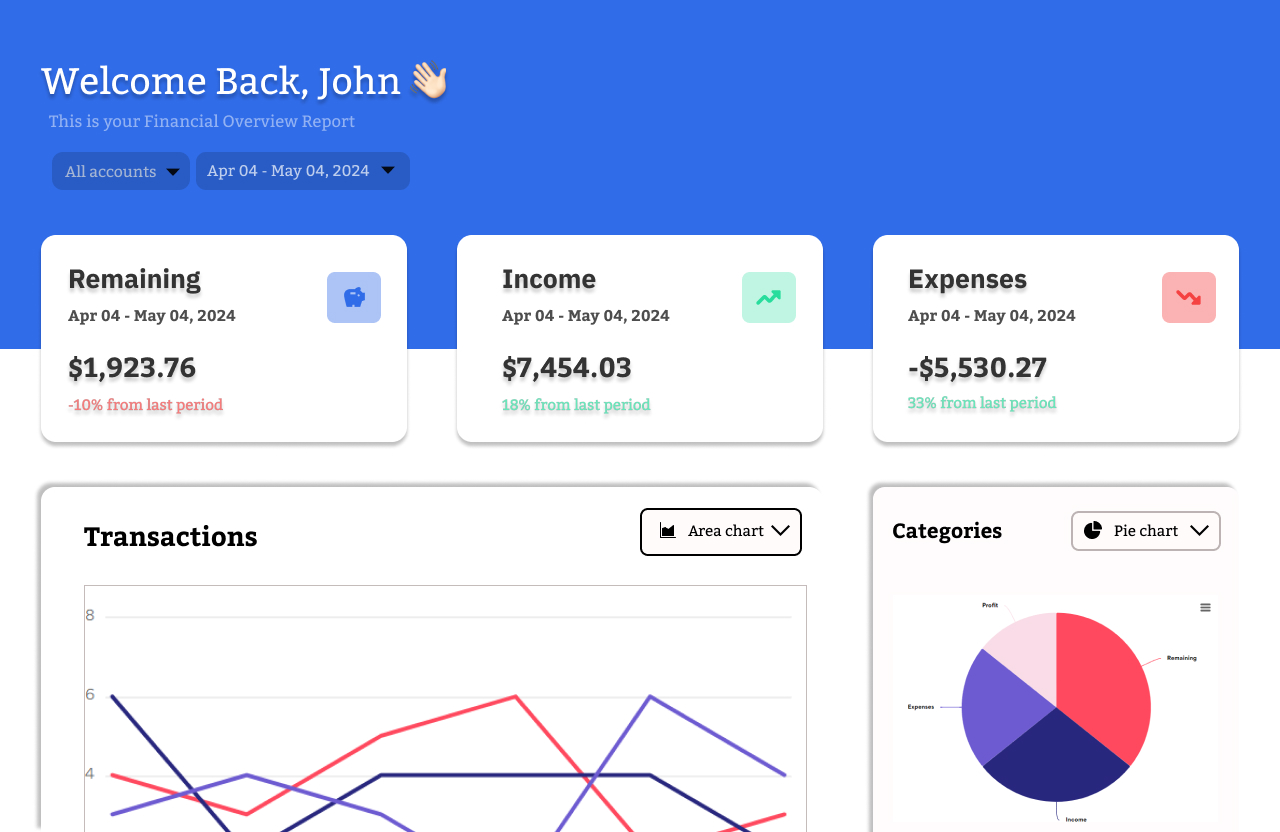 Welcome Back, John 👋🏻
This is your Financial Overview Report
All accounts
Apr 04 - May 04, 2024
Remaining
Apr 04 - May 04, 2024
$1,923.76
-10% from last period
Income
Apr 04 - May 04, 2024
$7,454.03
18% from last period
Expenses
Apr 04 - May 04, 2024
-$5,530.27
33% from last period
Transactions
Area chart
8
6
4
Categories
Pie chart
Profit
Remaining
Expenses
Income